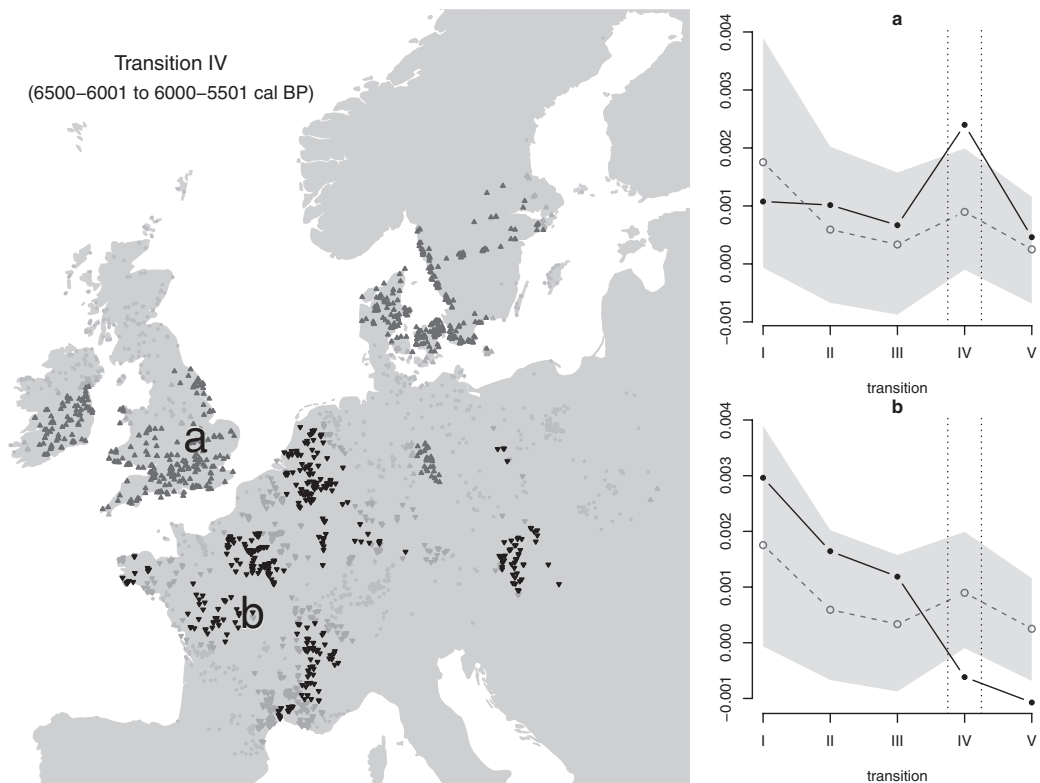 Transition IV
(6500−6001 to 6000−5501 cal BP)
a
b
a
0.004
0.003
0.002
0.001
0.000
−0.001
I II III IV V
transition
b
0.004
0.003
0.002
0.001
0.000
−0.001
I II III IV V
transition